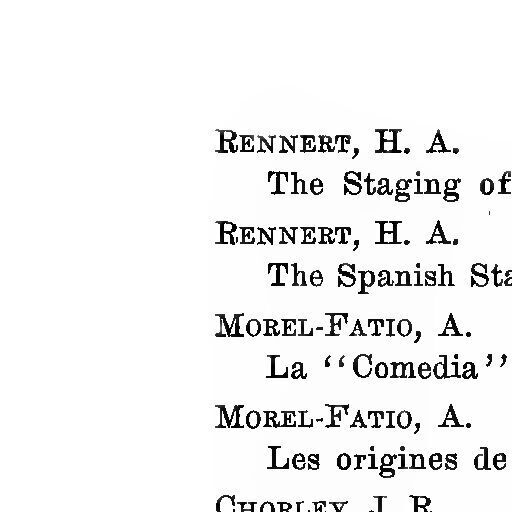 RENNERT, H. A.
The Staging of
RENNERT, H. A.
The Spanish Sta
MOREL-FATIO, A.
La ‘‘Comedia’’
MOREL-FATIO, A.
Les origines de
CHORLEY, J. R.